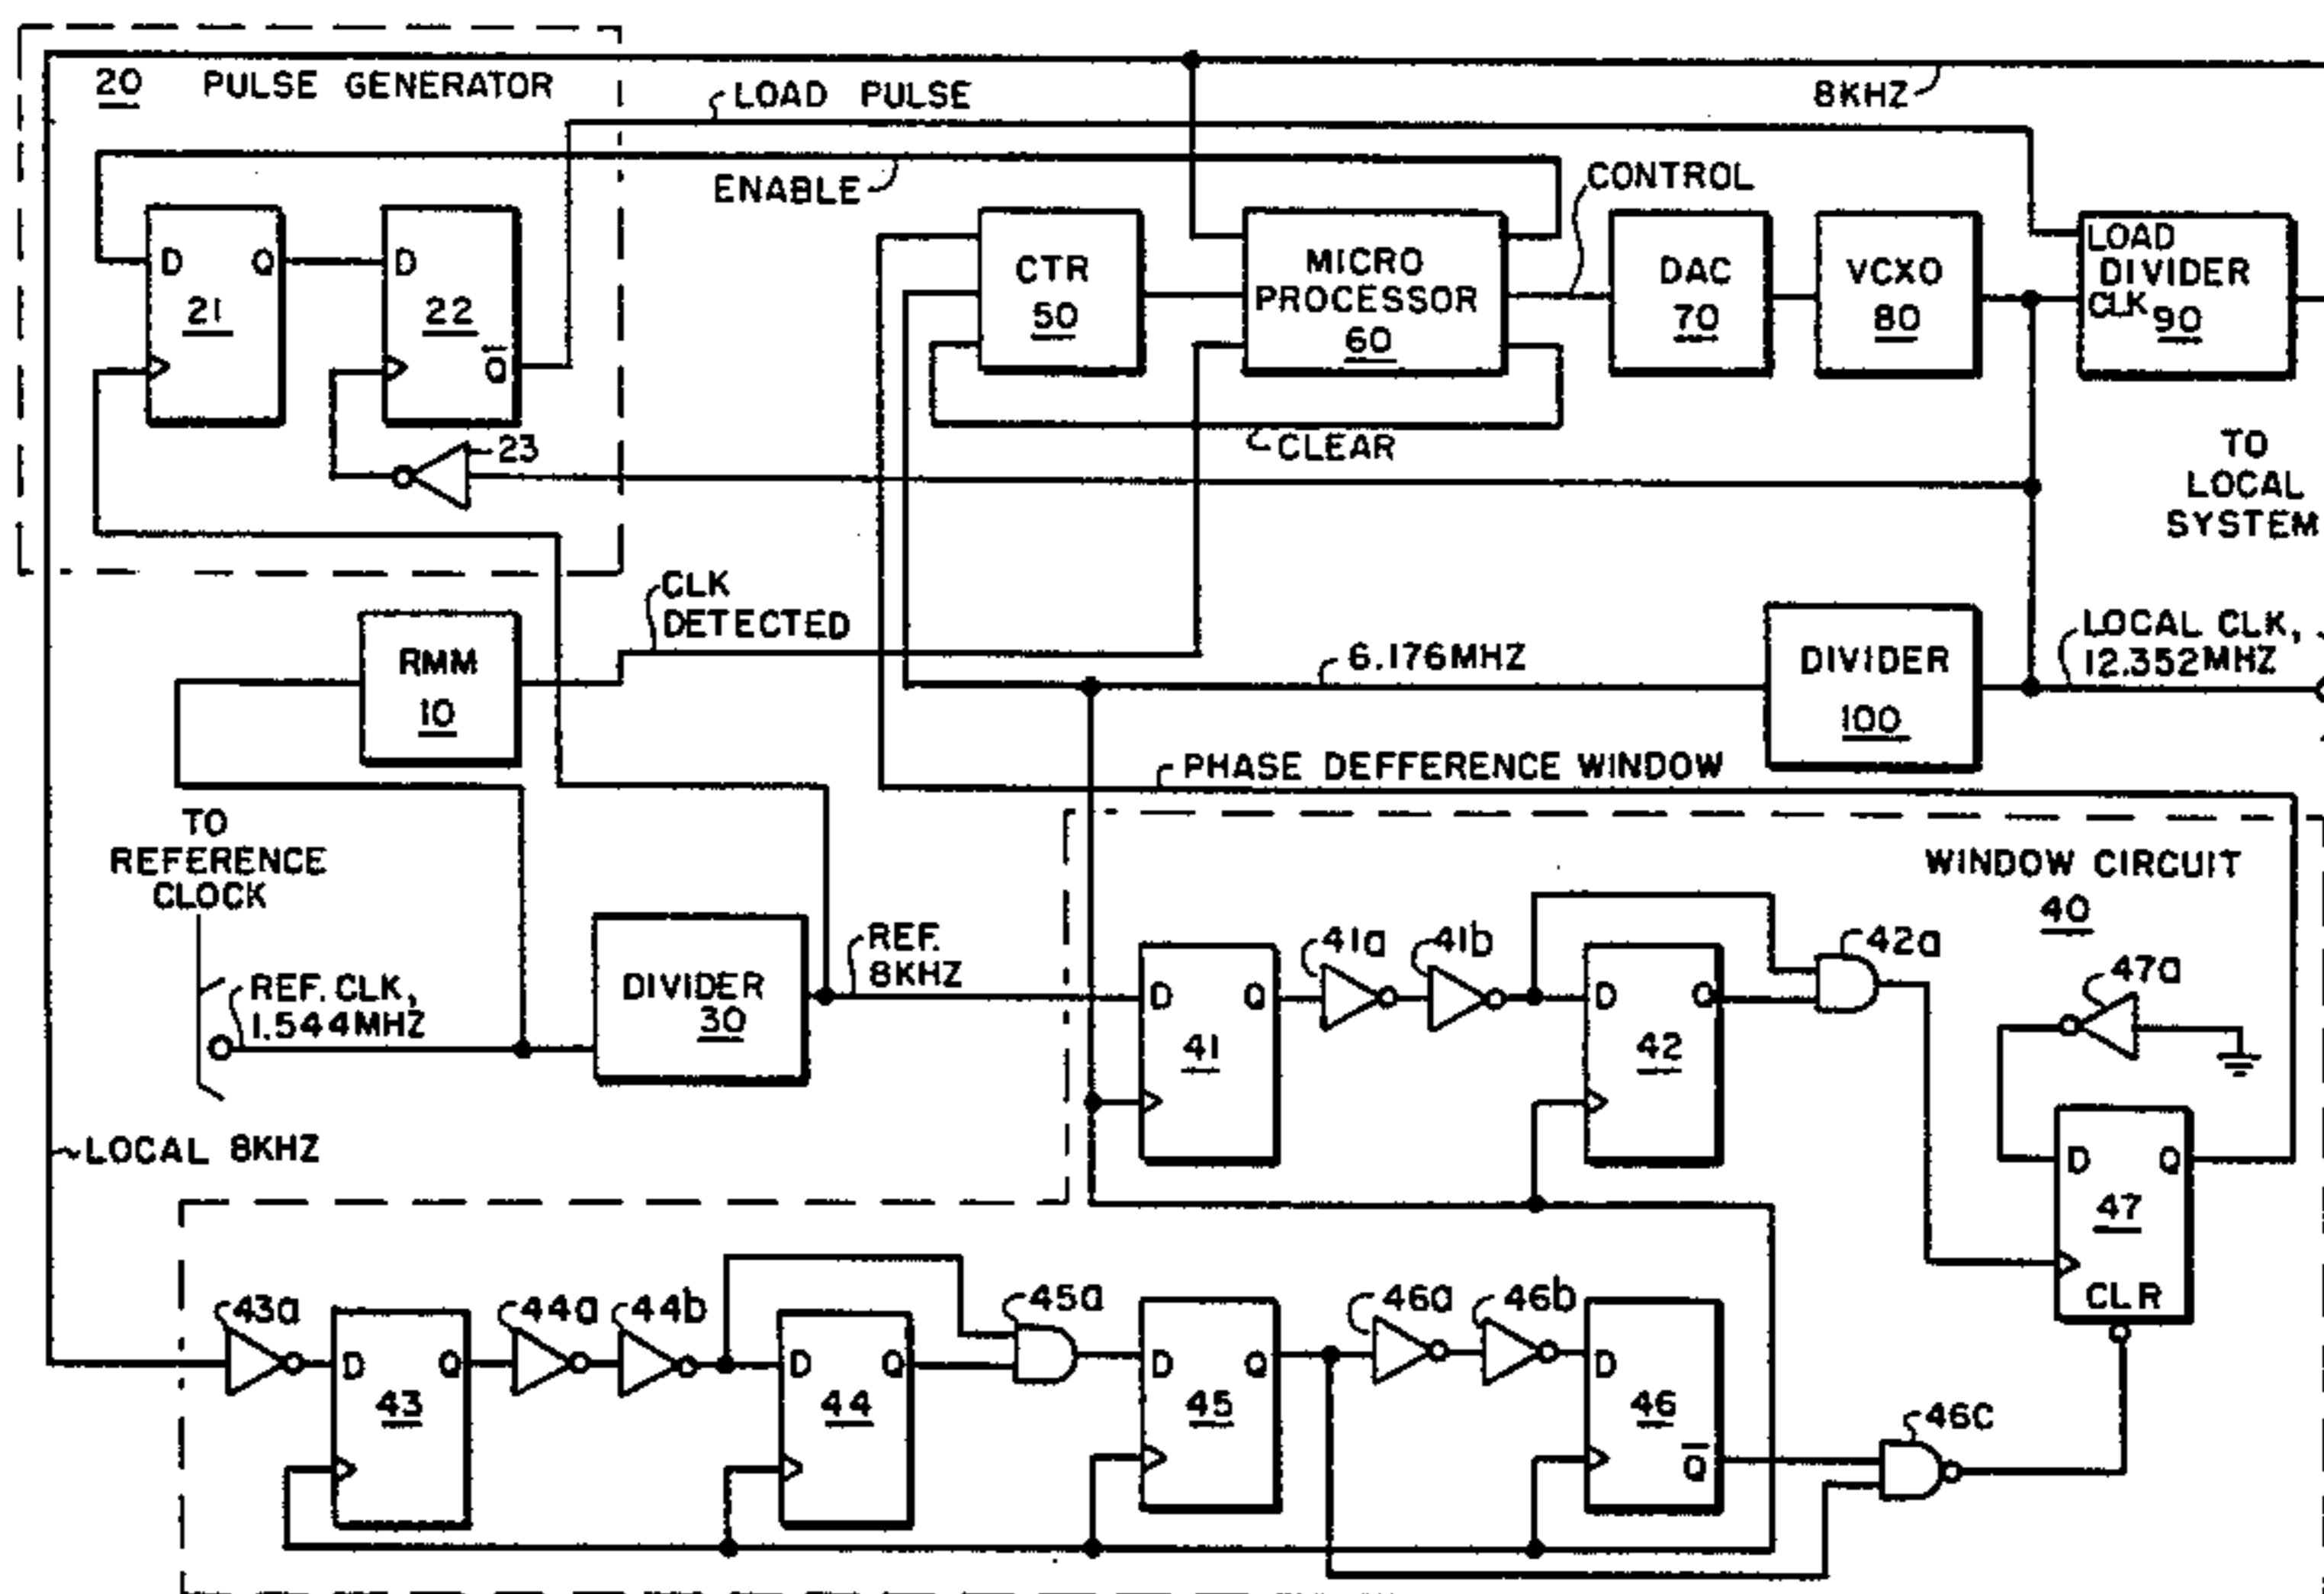 20 PULSE GENERATOR
LOAD PULSE
8KHZ
ENABLE
CONTROL
D Q
21
D
22
Q
23
CTR
50
MICRO
PROCESSOR
60
DAC
70
VCXO
80
LOAD
DIVIDER
CLK 90
CLEAR
TO
LOCAL
SYSTEM
CLK
DETECTED
RMM
10
6.176MHZ
DIVIDER
100
LOCAL CLK,
12.352MHZ
PHASE DEFFERENCE WINDOW
TO
REFERENCE
CLOCK
REF. CLK,
1.544MHZ
DIVIDER
30
REF.
8KHZ
WINDOW CIRCUIT
40
D Q
41
41a
41b
D Q
42
42a
47a
D Q
47
CLR
LOCAL 8KHZ
43a
D Q
43
44a
44b
D Q
44
45a
D Q
45
46a
46b
D
46
Q
46C